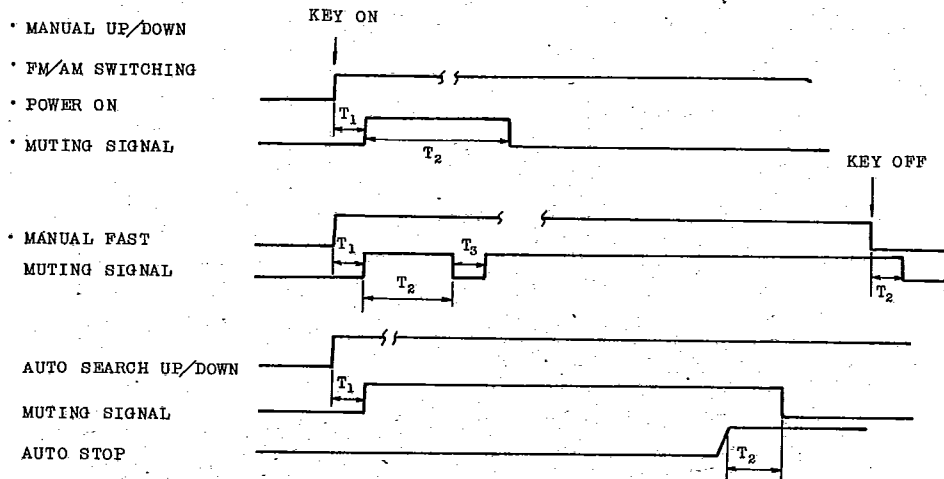 KEY ON
· MANUAL UP/DOWN
· FM/AM SWITCHING
· POWER ON
T1
· MUTING SIGNAL
T2
KEY OFF
· MANUAL FAST
T1
T3
MUTING SIGNAL
T2
T2
AUTO SEARCH UP/DOWN
T1
MUTING SIGNAL
AUTO STOP
T2